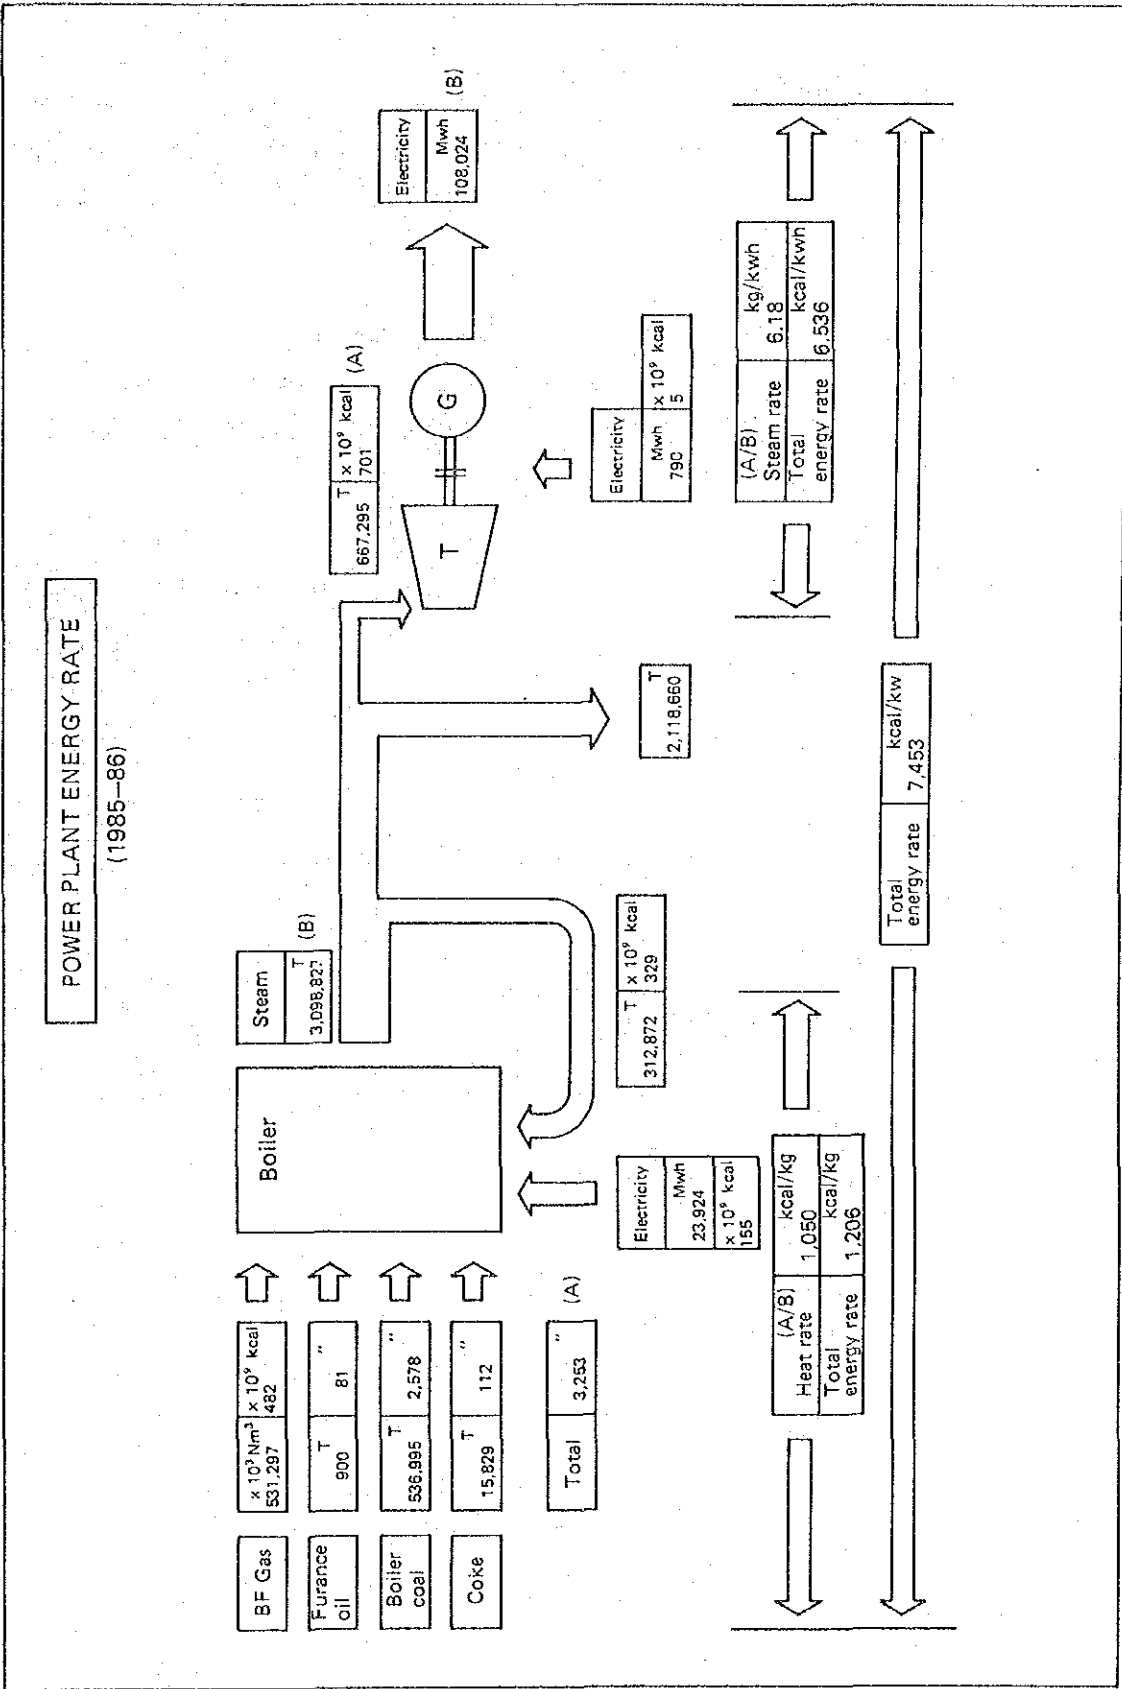 POWER PLANT ENERGY RATE
(1985–86)
BF Gas
x 10³ Nm³
531,297
x 10⁹ kcal
482
Furance
oil
T
900
"
81
Boiler
coal
T
536,995
"
2,578
Coke
T
15,829
"
112
Total
"
3,253
(A)
Boiler
Steam
T
3,098,827
(B)
Electricity
Mwh
23,924
x 10⁹ kcal
155
T
312,872
x 10⁹ kcal
329
T
2,118,660
T
667,295
x 10⁹ kcal
701
(A)
T
G
Electricity
Mwh
790
x 10⁹ kcal
5
Electricity
Mwh
108,024
(B)
(A/B)
Heat rate
kcal/kg
1,050
Total
energy rate
kcal/kg
1,206
(A/B)
Steam rate
kg/kwh
6.18
Total
energy rate
kcal/kwh
6,536
Total
energy rate
kcal/kw
7,453